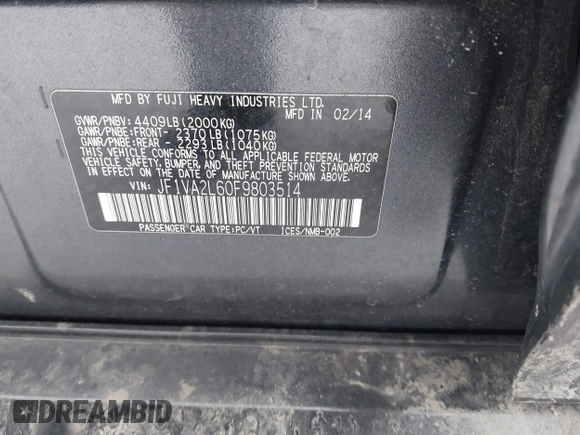 MFD BY FUJI HEAVY INDUSTRIES LTD.
GVWR/PNBV: 4409LB(2000KG) MFD IN 02/14
GAWR/PNBE:FRONT- 2370LB(1075KG)
GAWR/PNBE:REAR - 2293LB(1040KG)
THIS VEHICLE CONFORMS TO ALL APPLICABLE FEDERAL MOTOR
VEHICLE SAFETY, BUMPER, AND THEFT PREVENTION STANDARDS
IN EFFECT ON THE DATE OF MANUFACTURE SHOWN ABOVE.
VIN: JF1VA2L60F9803514
PASSENGER CAR TYPE:PC/VT ICES/NMB-002
DREAMBID